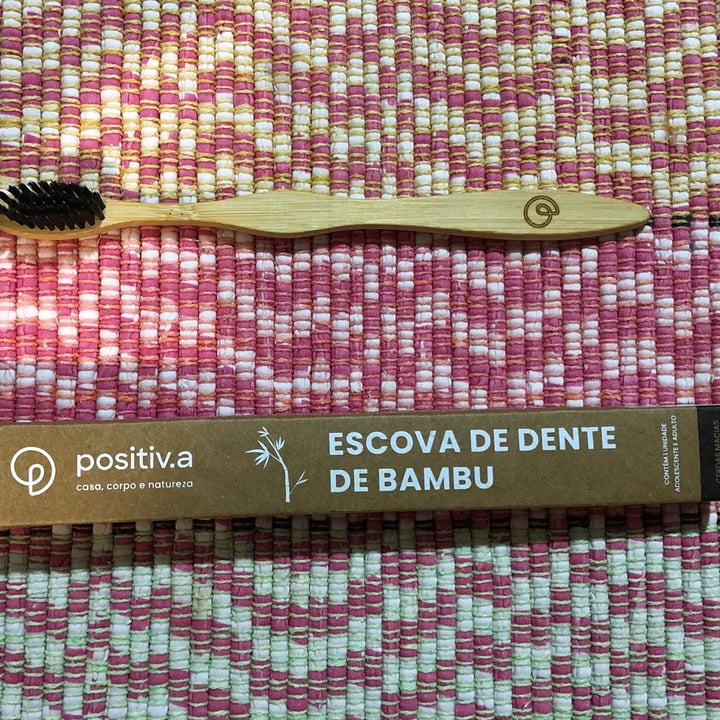 positiv.a
casa, corpo e natureza
ESCOVA DE DENTE
DE BAMBU
CONTÉM 1 UNIDADE
ADOLESCENTE E ADULTO